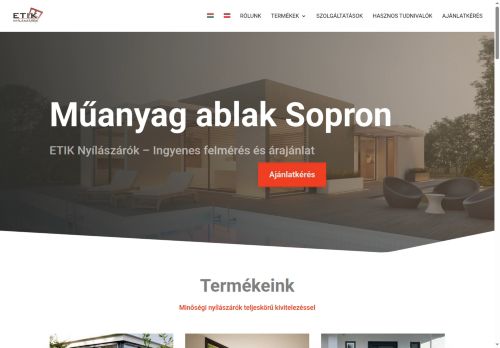 ETIK
NYÍLÁSZÁRÓK
RÓLUNK
TERMÉKEK
SZOLGÁLTATÁSOK
HASZNOS TUDNIVALÓK
AJÁNLATKÉRÉS
Műanyag ablak Sopron
ETIK Nyílászárók – Ingyenes felmérés és árajánlat
Ajánlatkérés
Termékeink
Minőségi nyílászárók teljeskörű kivitelezéssel